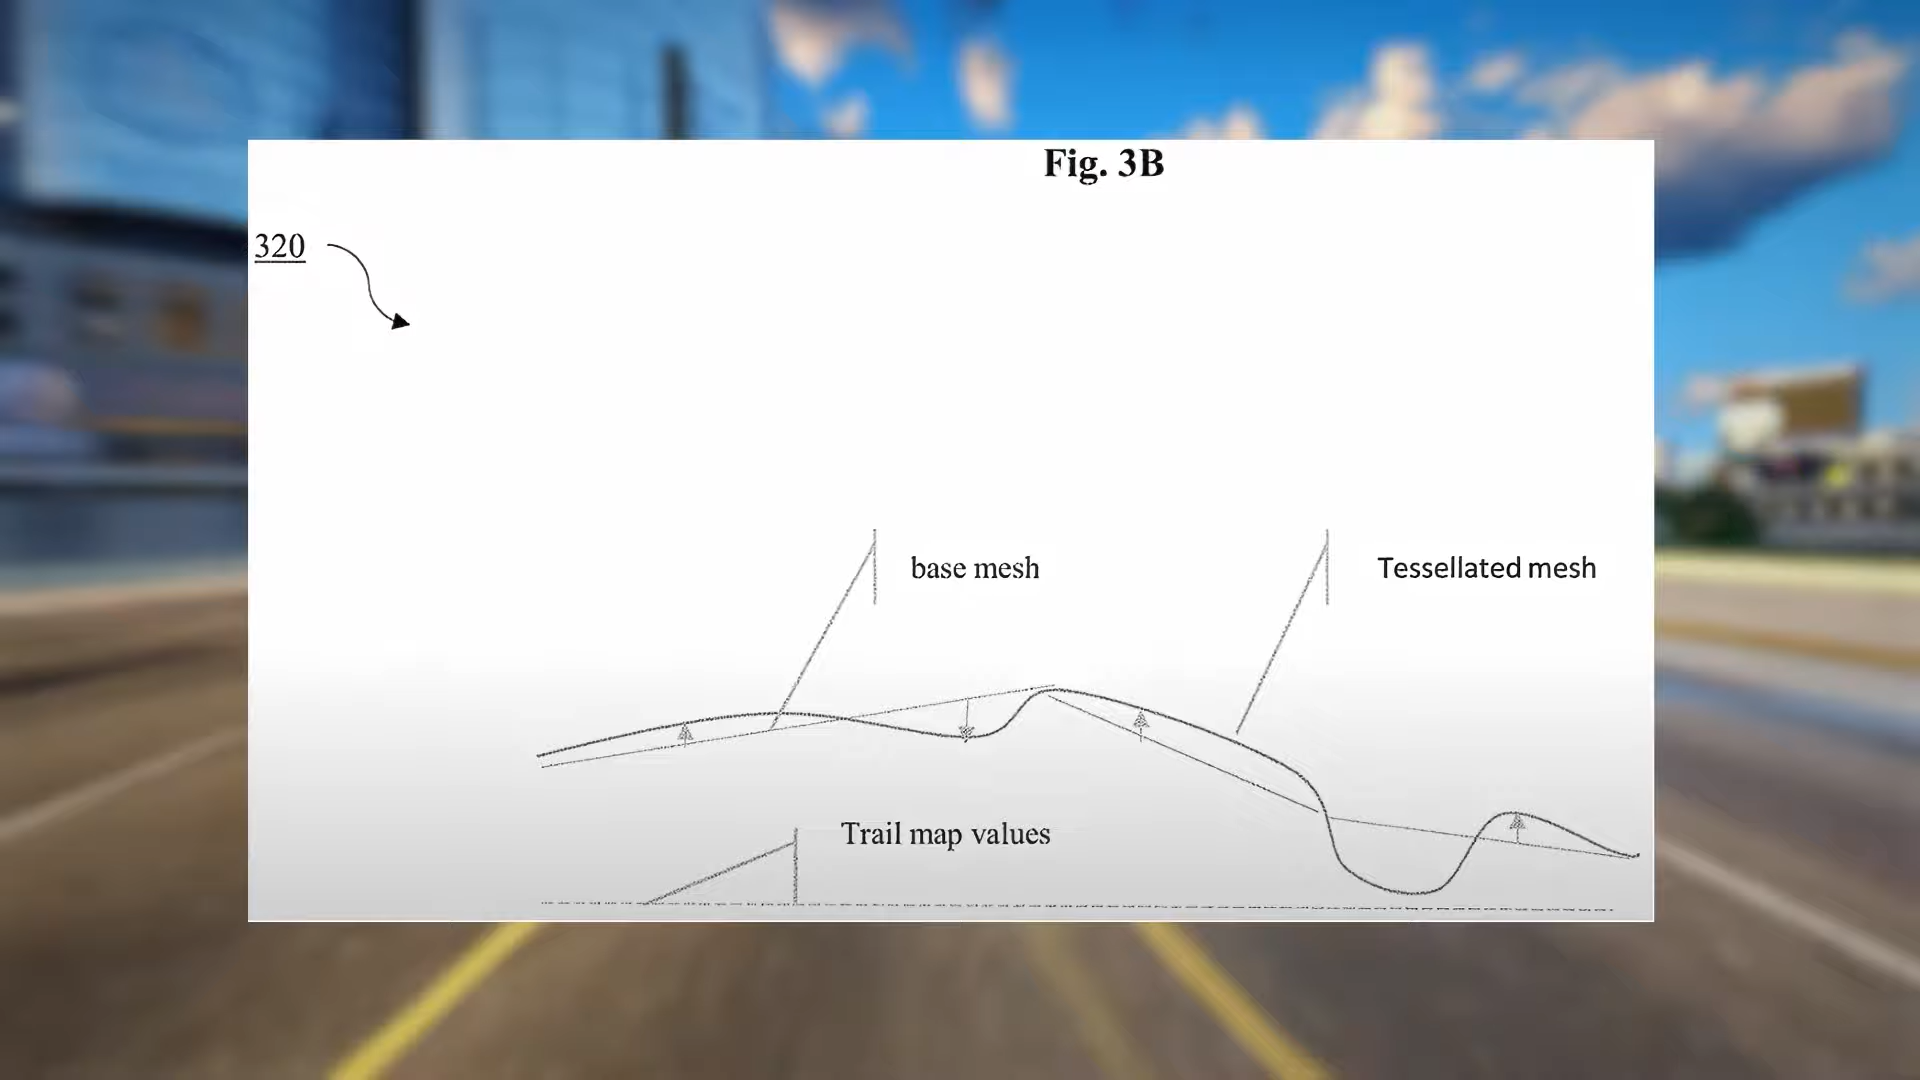 Fig. 3B
320
base mesh
Tessellated mesh
Trail map values